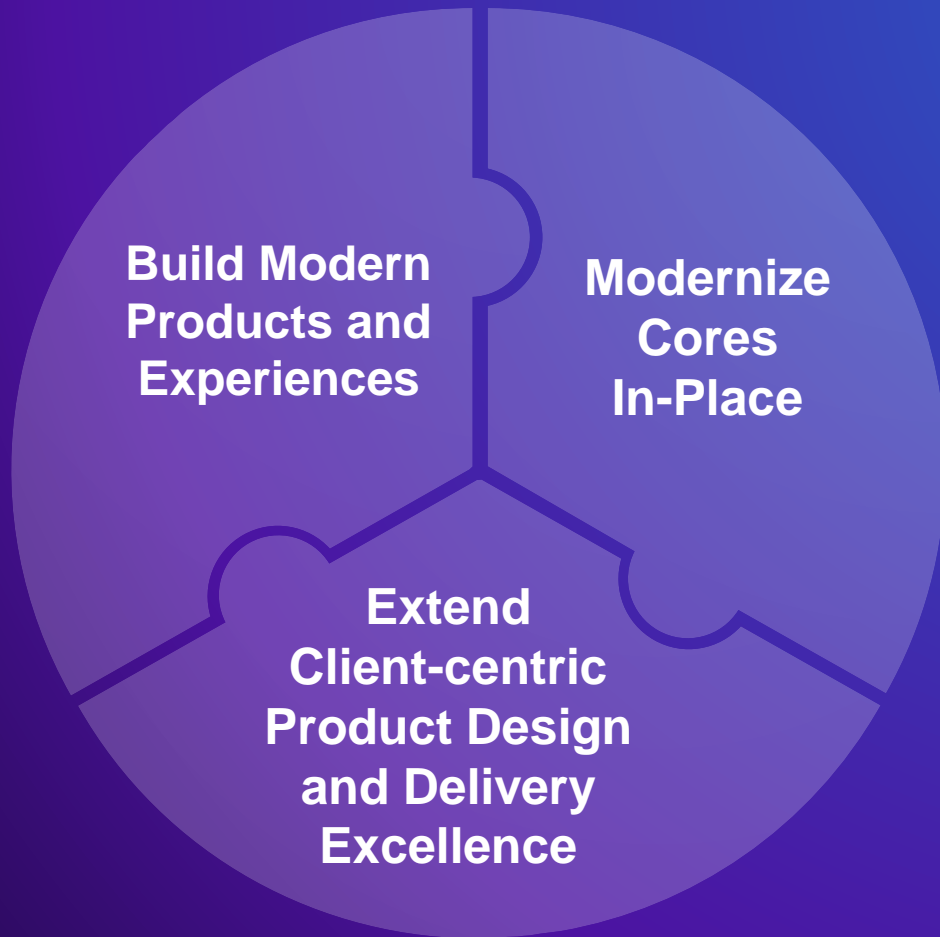 Build Modern
Products and
Experiences
Modernize
Cores
In-Place
Extend
Client-centric
Product Design
and Delivery
Excellence